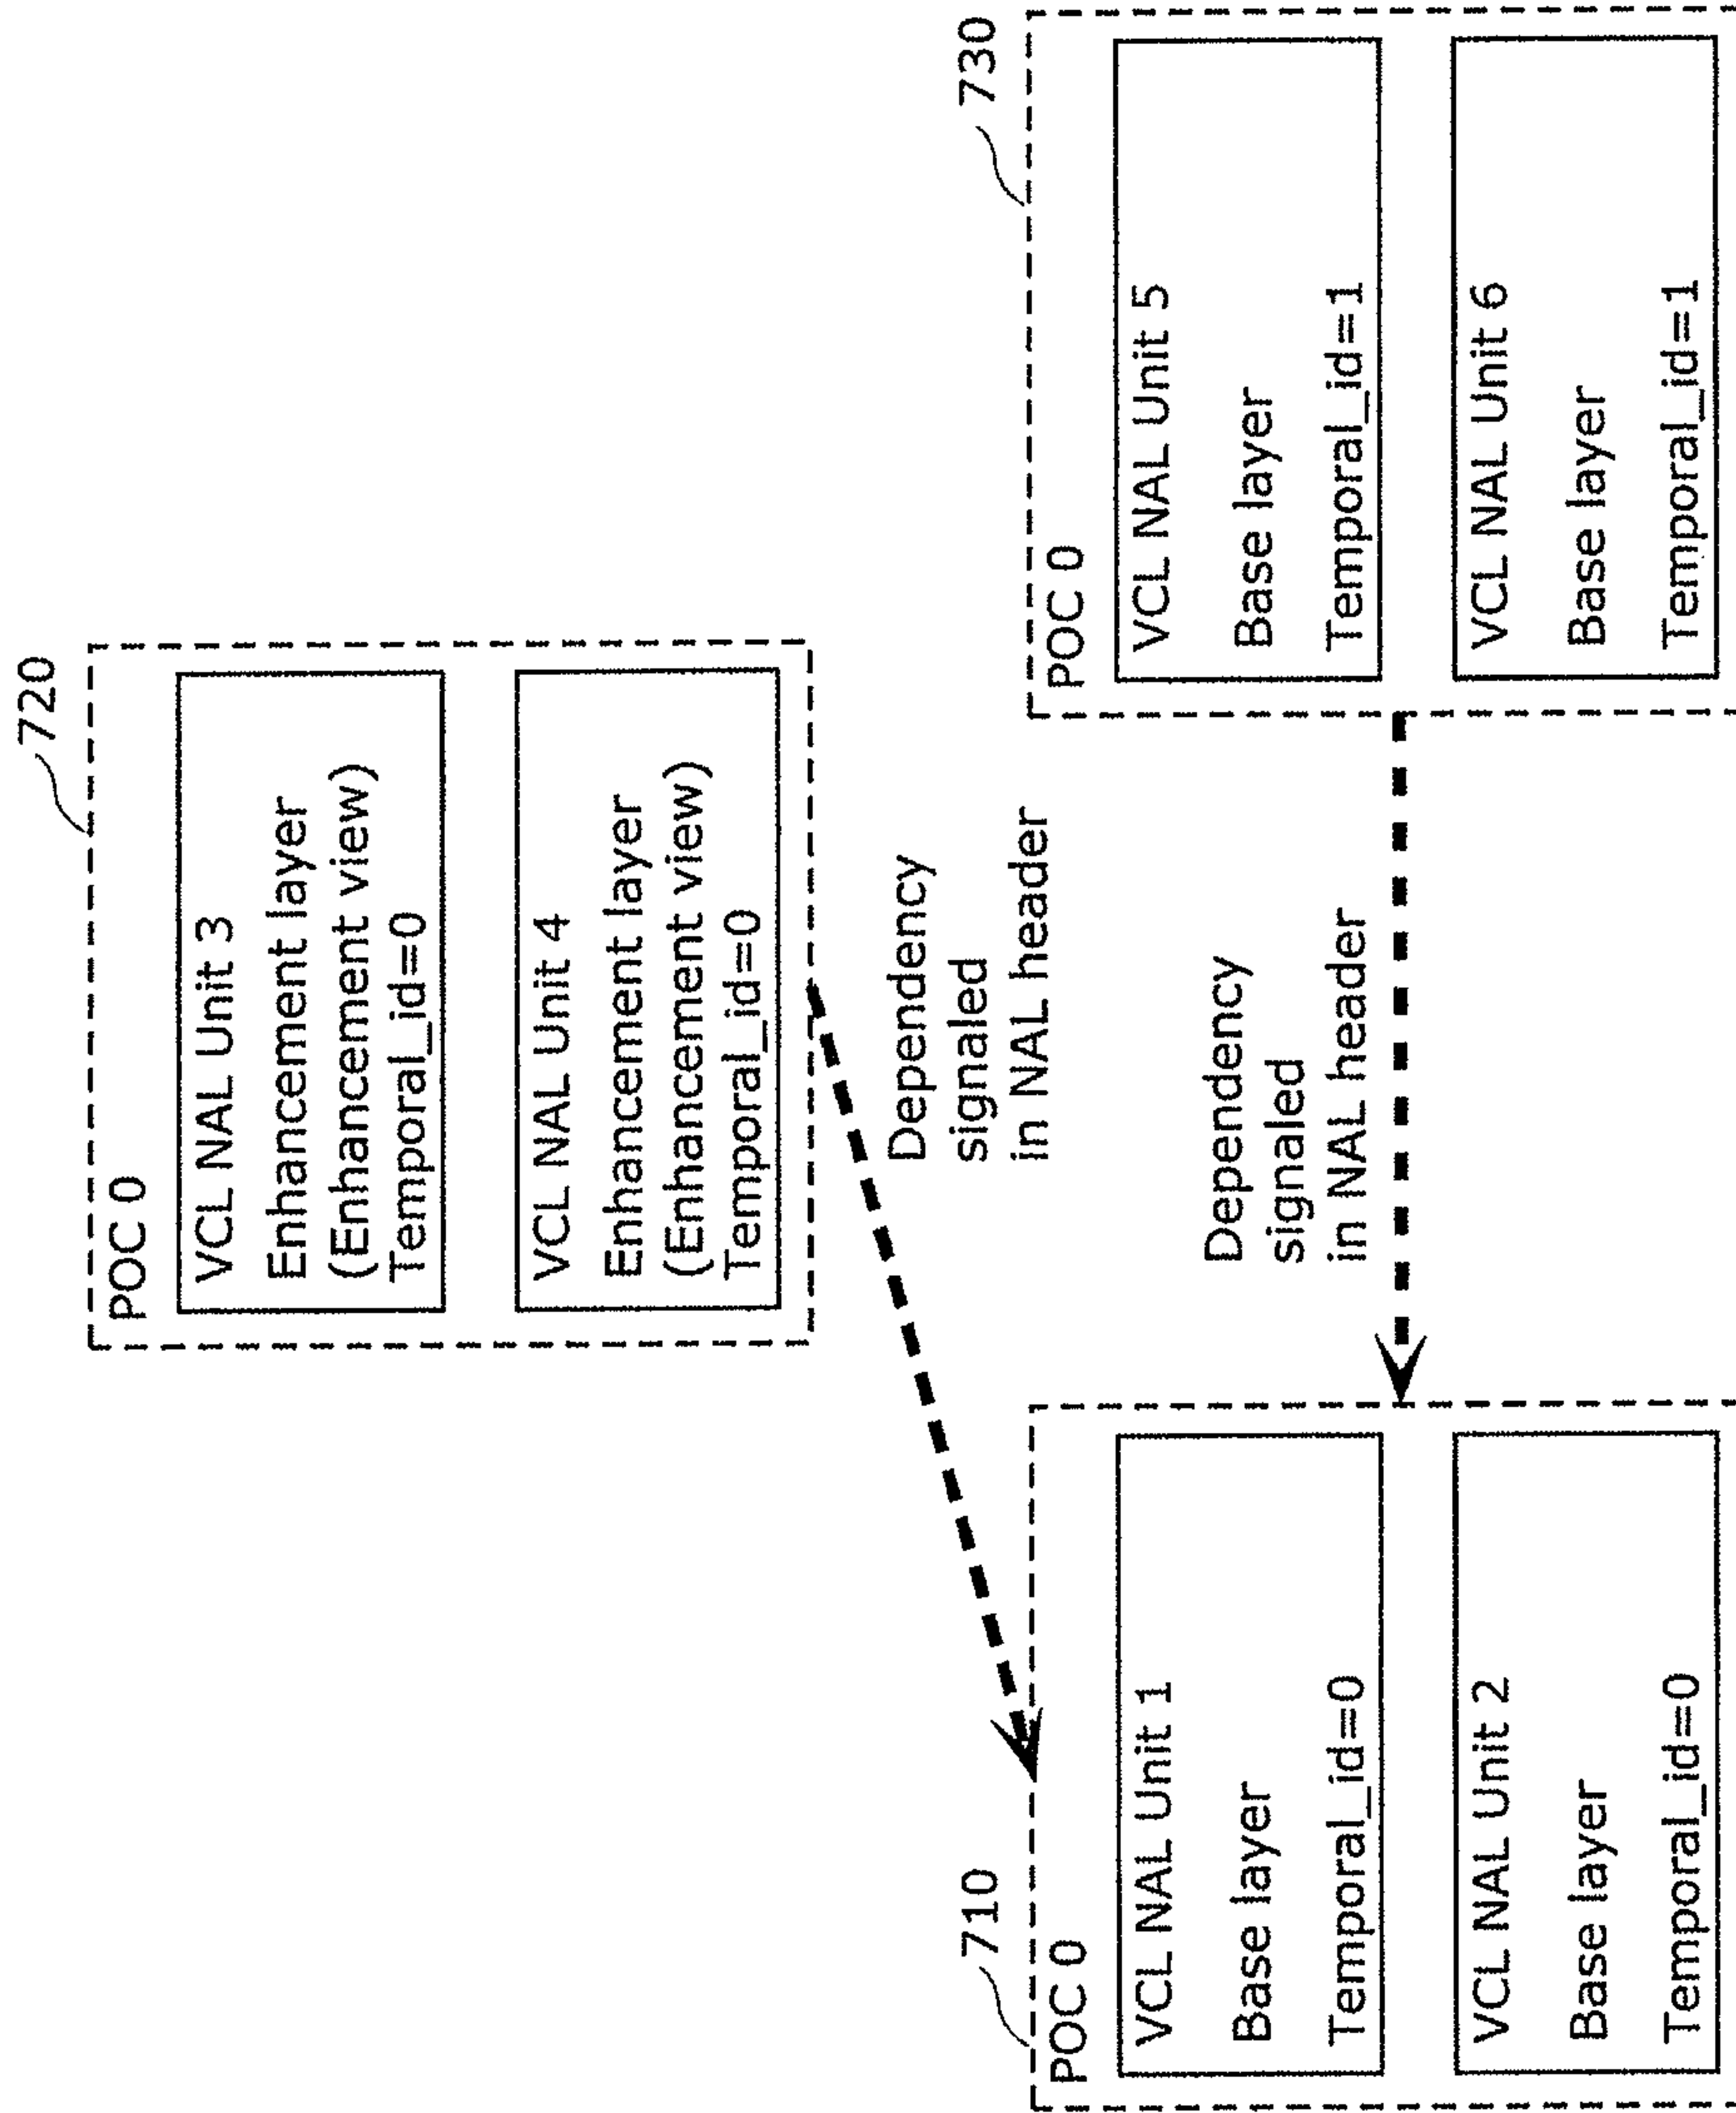 720
POC 0
VCL NAL Unit 3
Enhancement layer
(Enhancement view)
Temporal_id=0
VCL NAL Unit 4
Enhancement layer
(Enhancement view)
Temporal_id=0
Dependency
signaled
in NAL header
710
POC 0
VCL NAL Unit 1
Base layer
Temporal_id=0
VCL NAL Unit 2
Base layer
Temporal_id=0
Dependency
signaled
in NAL header
730
POC 0
VCL NAL Unit 5
Base layer
Temporal_id=1
VCL NAL Unit 6
Base layer
Temporal_id=1